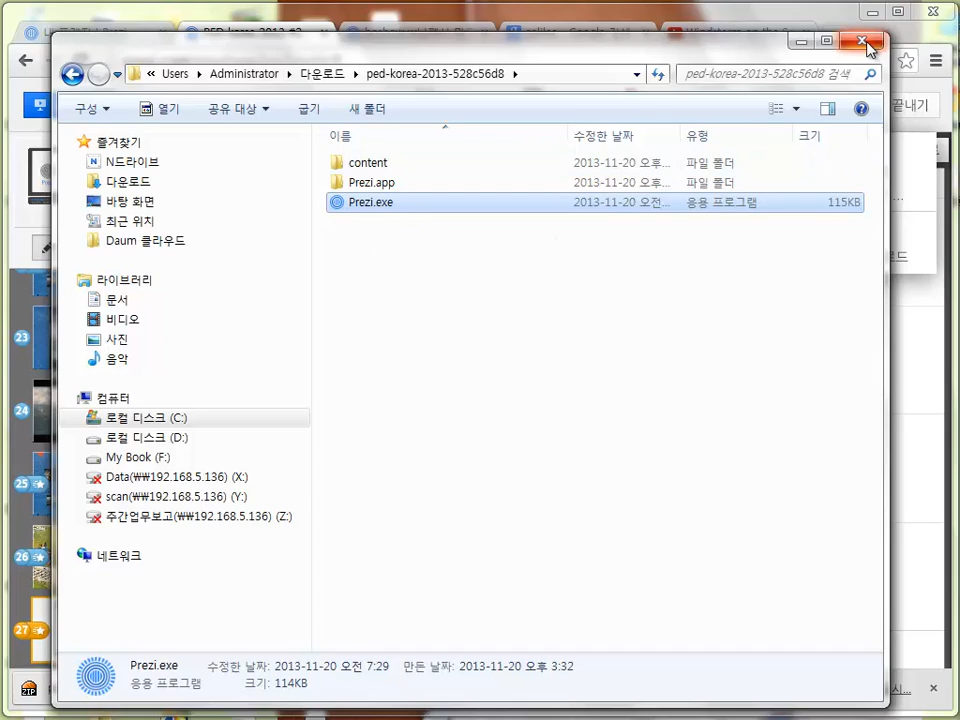 « Users ▸ Administrator ▸ 다운로드 ▸ ped-korea-2013-528c56d8 ▸
ped-korea-2013-528c56d8 검색
구성 열기 공유 대상 굽기 새 폴더
끝내기
즐겨찾기
N드라이브
다운로드
바탕 화면
최근 위치
Daum 클라우드
라이브러리
문서
비디오
사진
음악
컴퓨터
로컬 디스크 (C:)
로컬 디스크 (D:)
My Book (F:)
Data(₩₩192.168.5.136) (X:)
scan(₩₩192.168.5.136) (Y:)
주간업무보고(₩₩192.168.5.136) (Z:)
네트워크
이름 수정한 날짜 유형 크기
content 2013-11-20 오후... 파일 폴더
Prezi.app 2013-11-20 오후... 파일 폴더
Prezi.exe 2013-11-20 오전... 응용 프로그램 115KB
23
24
25
26
27
Prezi.exe 수정한 날짜: 2013-11-20 오전 7:29 만든 날짜: 2013-11-20 오후 3:32
응용 프로그램 크기: 114KB
ZIP